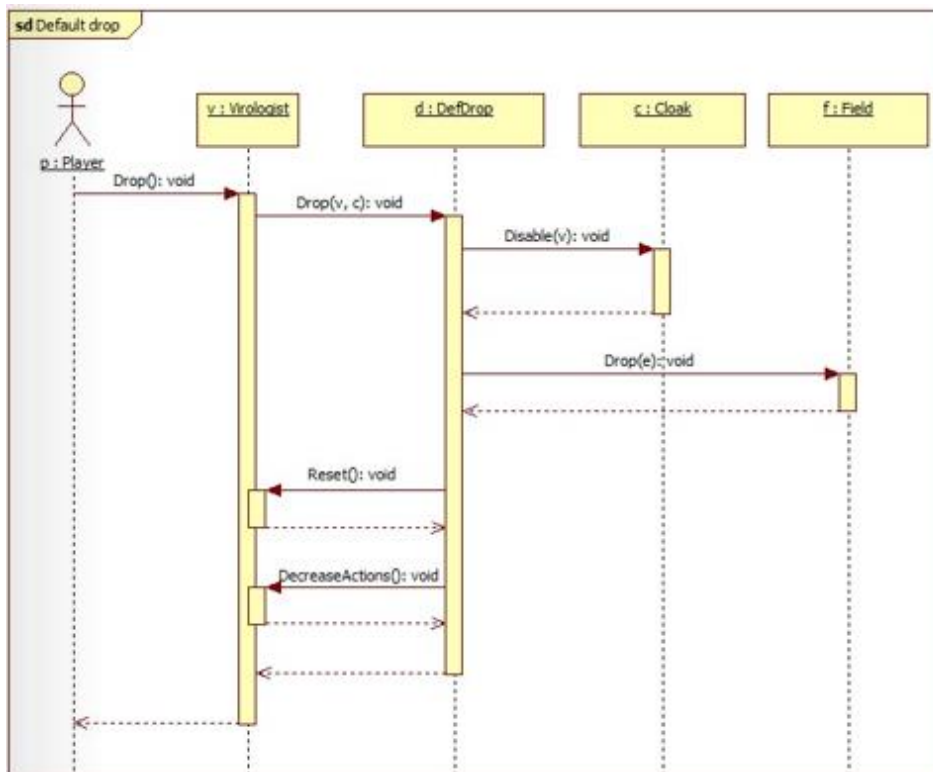 sd Default drop
p : Player
v : Virologist
d : DefDrop
c : Cloak
f : Field
Drop(): void
Drop(v, c): void
Disable(v): void
Drop(e): void
Reset(): void
DecreaseActions(): void